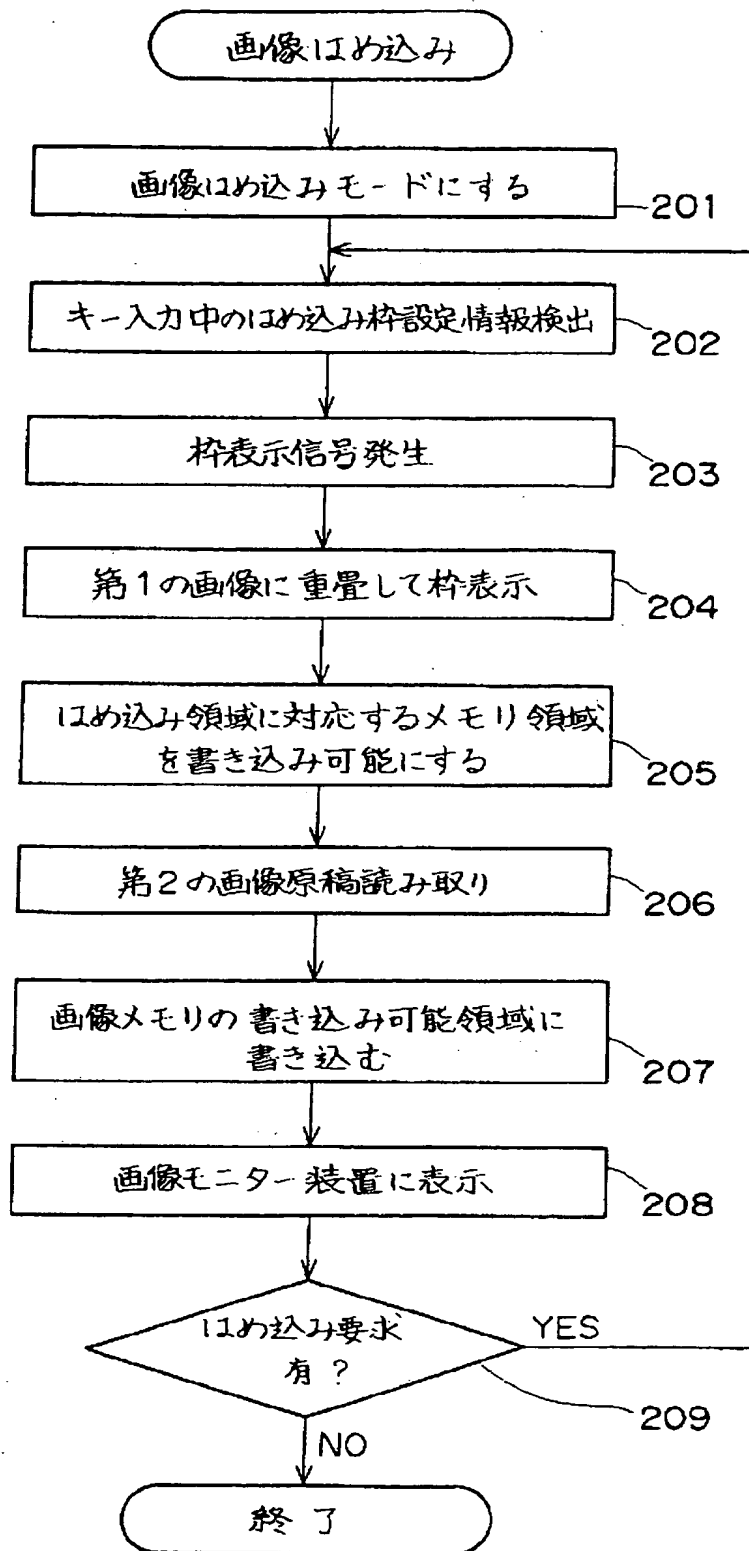 画像はめ込み
画像はめ込みモードにする
201
キー入力中のはめ込み枠設定情報検出
202
枠表示信号発生
203
第1の画像に重畳して枠表示
204
はめ込み領域に対応するメモリ領域
を書き込み可能にする
205
第2の画像原稿読み取り
206
画像メモリの書き込み可能領域に
書き込む
207
画像モニター装置に表示
208
はめ込み要求
有?
YES
209
NO
終了